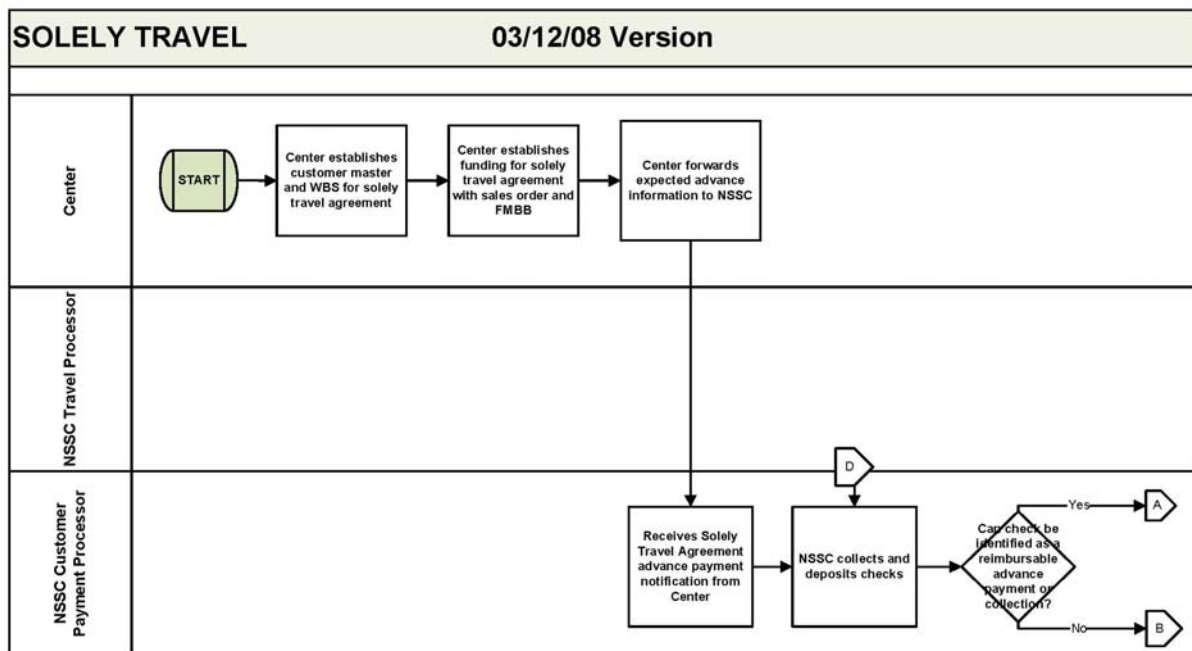 SOLELY TRAVEL 03/12/08 Version
Center
START
Center establishes
customer master
and WBS for solely
travel agreement
Center establishes
funding for solely
travel agreement
with sales order and
FMBB
Center forwards
expected advance
information to NSSC
NSSC Travel Processor
NSSC Customer
Payment Processor
Receives Solely
Travel Agreement
advance payment
notification from
Center
D
NSSC collects and
deposits checks
Can check be
identified as a
reimbursable
advance
payment or
collection?
Yes
A
No
B